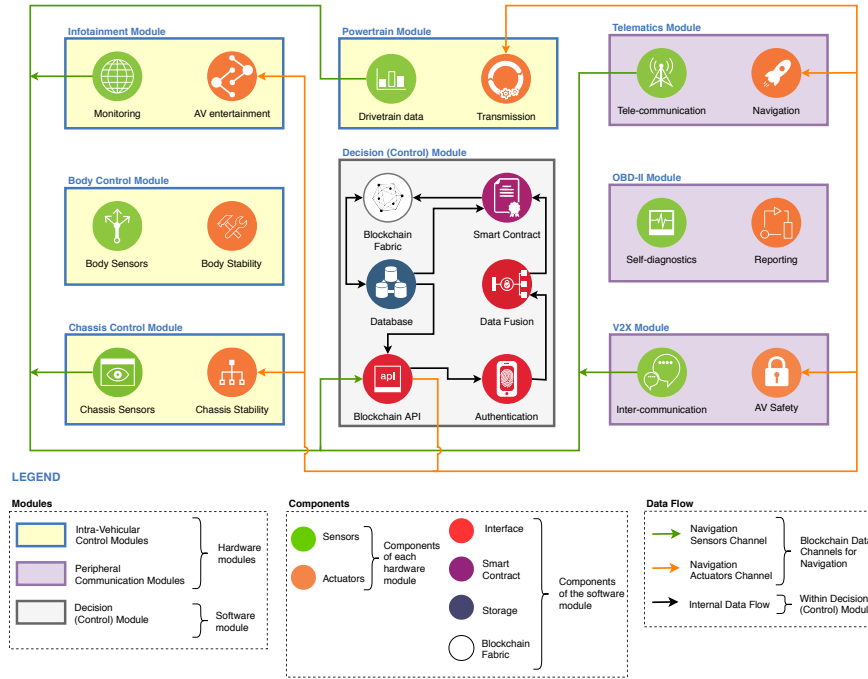 Infotainment Module
Monitoring
AV entertainment
Powertrain Module
Drivetrain data
Transmission
Telematics Module
Tele-communication
Navigation
Body Control Module
Body Sensors
Body Stability
Decision (Control) Module
Blockchain
Fabric
Smart Contract
Database
Data Fusion
api
Blockchain API
Authentication
OBD-II Module
Self-diagnostics
Reporting
Chassis Control Module
Chassis Sensors
Chassis Stability
V2X Module
Inter-communication
AV Safety
LEGEND
Modules
Intra-Vehicular
Control Modules
Peripheral
Communication Modules
Hardware
modules
Decision
(Control) Module
Software
module
Components
Sensors
Actuators
Components
of each
hardware
module
Interface
Smart
Contract
Storage
Blockchain
Fabric
Components
of the software
module
Data Flow
Navigation
Sensors Channel
Navigation
Actuators Channel
Blockchain Data
Channels for
Navigation
Internal Data Flow
Within Decision
(Control) Modul